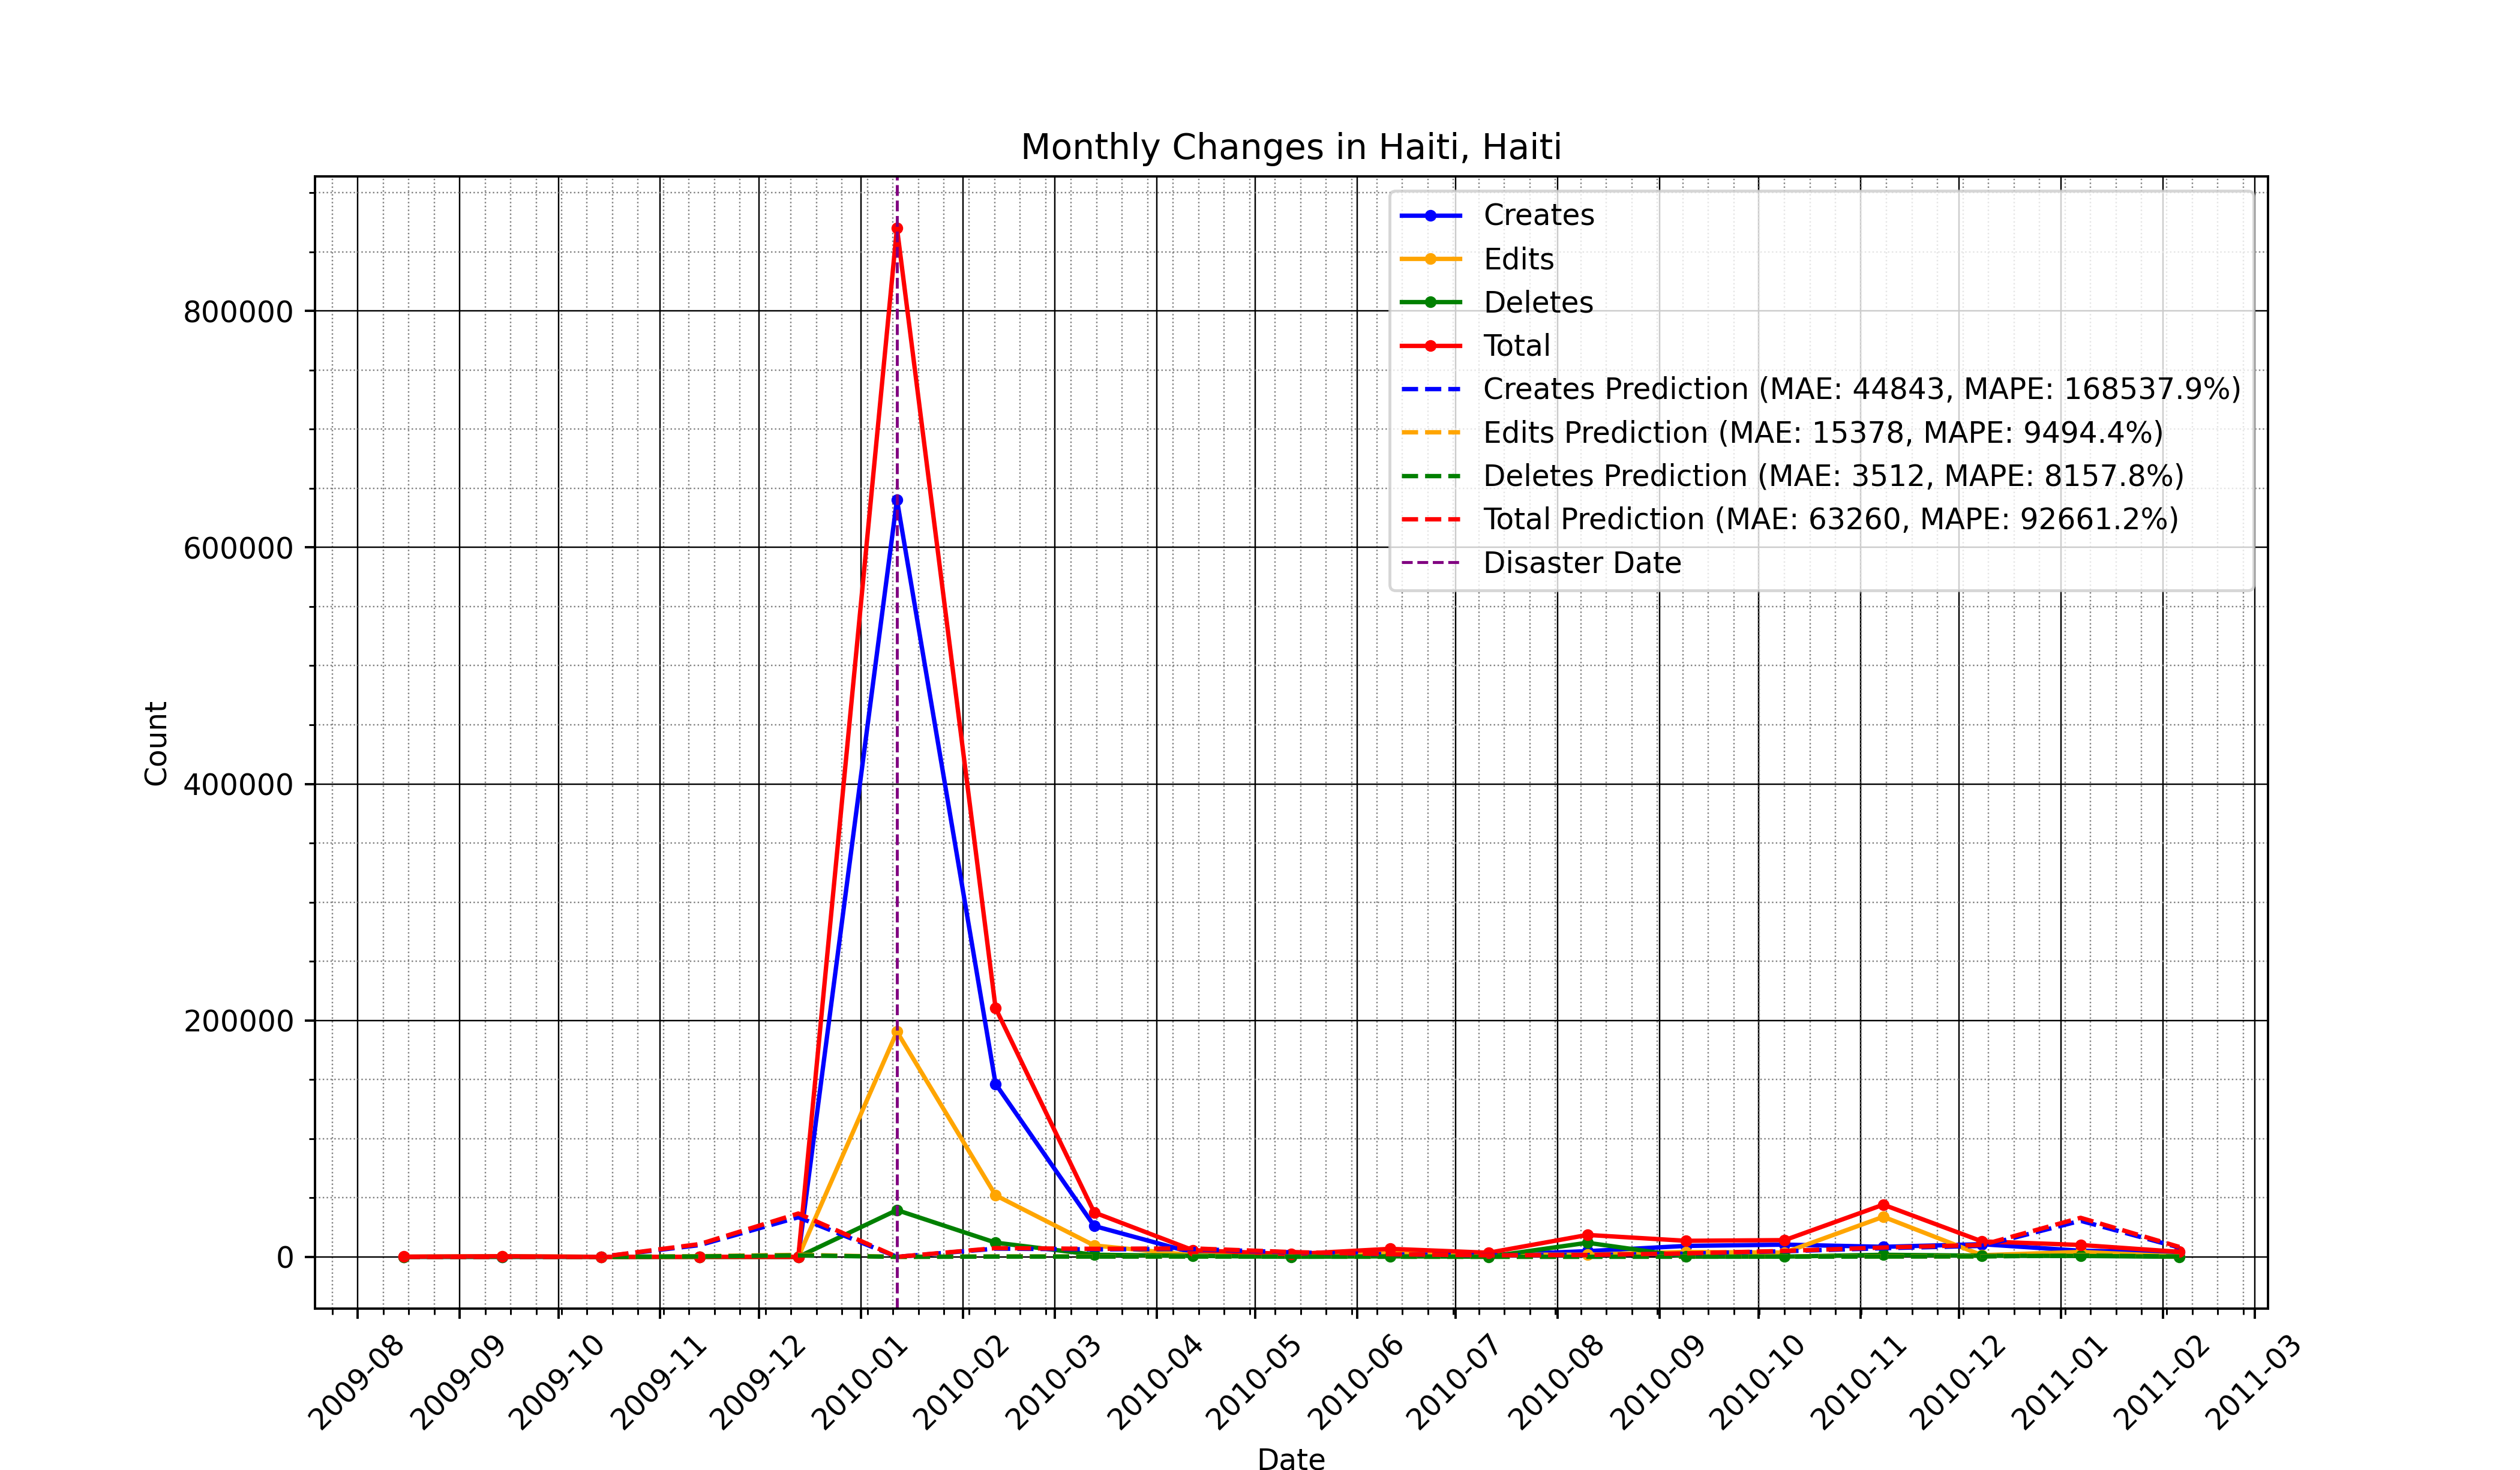 Monthly Changes in Haiti, Haiti
Creates
Edits
Deletes
Total
Creates Prediction (MAE: 44843, MAPE: 168537.9%)
Edits Prediction (MAE: 15378, MAPE: 9494.4%)
Deletes Prediction (MAE: 3512, MAPE: 8157.8%)
Total Prediction (MAE: 63260, MAPE: 92661.2%)
Disaster Date
800000
600000
400000
200000
0
Count
2009-08
2009-09
2009-10
2009-11
2009-12
2010-01
2010-02
2010-03
2010-04
2010-05
2010-06
2010-07
2010-08
2010-09
2010-10
2010-11
2010-12
2011-01
2011-02
2011-03
Date